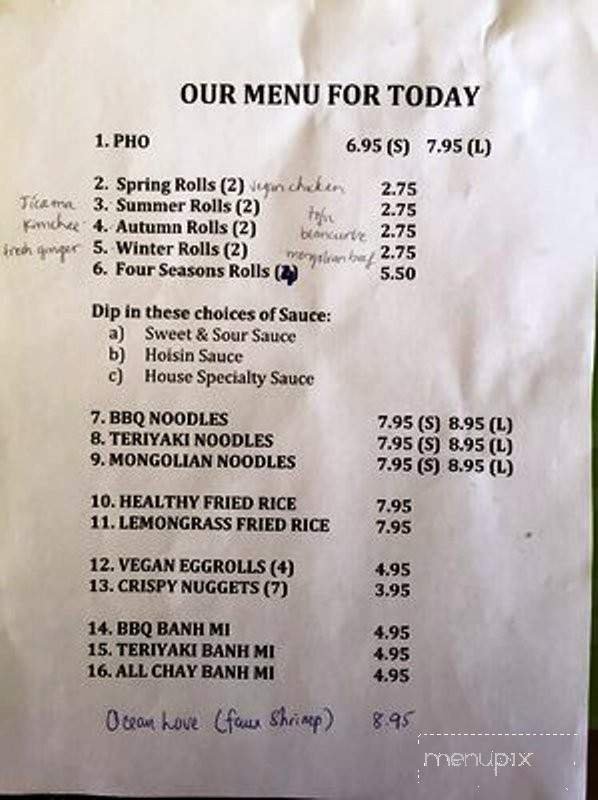 OUR MENU FOR TODAY
1. PHO 6.95 (S) 7.95 (L)
2. Spring Rolls (2) vegan chicken 2.75
Jicama 3. Summer Rolls (2) tofu 2.75
Kimchee 4. Autumn Rolls (2) beancurd 2.75
fresh ginger 5. Winter Rolls (2) mongolian beef 2.75
6. Four Seasons Rolls (4) 5.50
Dip in these choices of Sauce:
a) Sweet & Sour Sauce
b) Hoisin Sauce
c) House Specialty Sauce
7. BBQ NOODLES 7.95 (S) 8.95 (L)
8. TERIYAKI NOODLES 7.95 (S) 8.95 (L)
9. MONGOLIAN NOODLES 7.95 (S) 8.95 (L)
10. HEALTHY FRIED RICE 7.95
11. LEMONGRASS FRIED RICE 7.95
12. VEGAN EGGROLLS (4) 4.95
13. CRISPY NUGGETS (7) 3.95
14. BBQ BANH MI 4.95
15. TERIYAKI BANH MI 4.95
16. ALL CHAY BANH MI 4.95
Ocean Love (faux Shrimp) 8.95
menupix